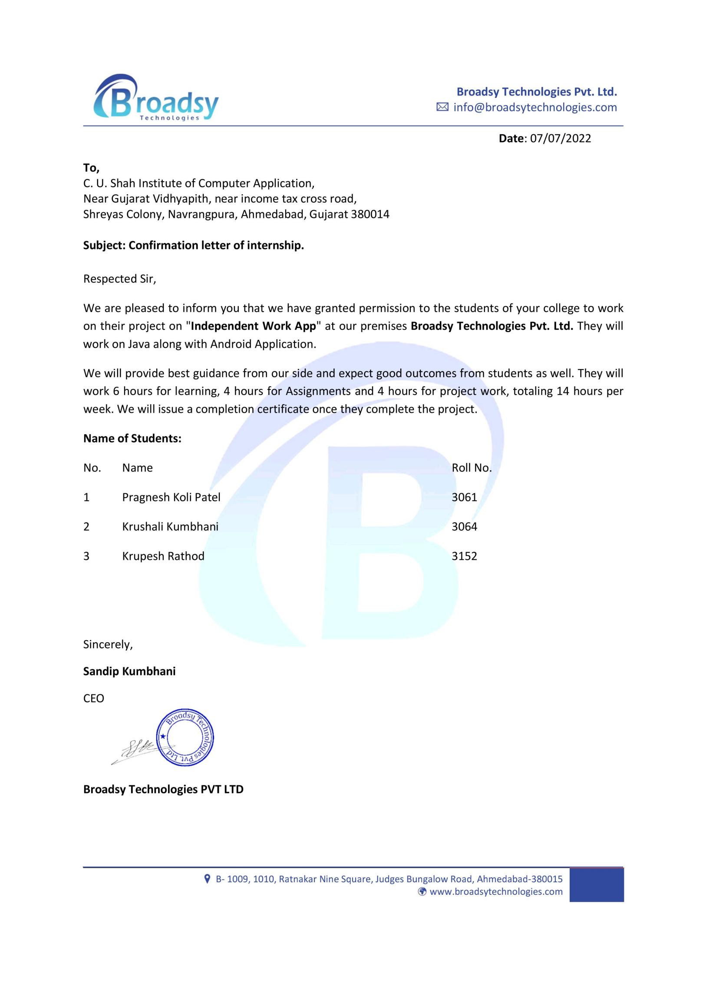 Broadsy
Technologies
Broadsy Technologies Pvt. Ltd.
info@broadsytechnologies.com
Date: 07/07/2022
To,
C. U. Shah Institute of Computer Application,
Near Gujarat Vidhyapith, near income tax cross road,
Shreyas Colony, Navrangpura, Ahmedabad, Gujarat 380014
Subject: Confirmation letter of internship.
Respected Sir,
We are pleased to inform you that we have granted permission to the students of your college to work
on their project on "Independent Work App" at our premises Broadsy Technologies Pvt. Ltd. They will
work on Java along with Android Application.
We will provide best guidance from our side and expect good outcomes from students as well. They will
work 6 hours for learning, 4 hours for Assignments and 4 hours for project work, totaling 14 hours per
week. We will issue a completion certificate once they complete the project.
Name of Students:
No. Name Roll No.
1 Pragnesh Koli Patel 3061
2 Krushali Kumbhani 3064
3 Krupesh Rathod 3152
B
Sincerely,
Sandip Kumbhani
CEO
Broadsy Technologies Pvt. Ltd.
Broadsy Technologies PVT LTD
B- 1009, 1010, Ratnakar Nine Square, Judges Bungalow Road, Ahmedabad-380015
www.broadsytechnologies.com